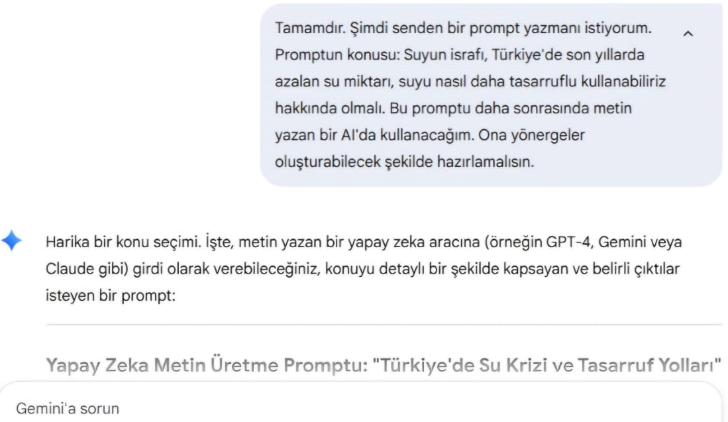 Tamamdır. Şimdi senden bir prompt yazmanı istiyorum.
Promptun konusu: Suyun israfı, Türkiye'de son yıllarda
azalan su miktarı, suyu nasıl daha tasarruflu kullanabiliriz
hakkında olmalı. Bu promptu daha sonrasında metin
yazan bir AI'da kullanacağım. Ona yönergeler
oluşturabilecek şekilde hazırlamalısın.
Harika bir konu seçimi. İşte, metin yazan bir yapay zeka aracına (örneğin GPT-4, Gemini veya
Claude gibi) girdi olarak verebileceğiniz, konuyu detaylı bir şekilde kapsayan ve belirli çıktılar
isteyen bir prompt:
Yapay Zeka Metin Üretme Promptu: "Türkiye'de Su Krizi ve Tasarruf Yolları"
Gemini'a sorun